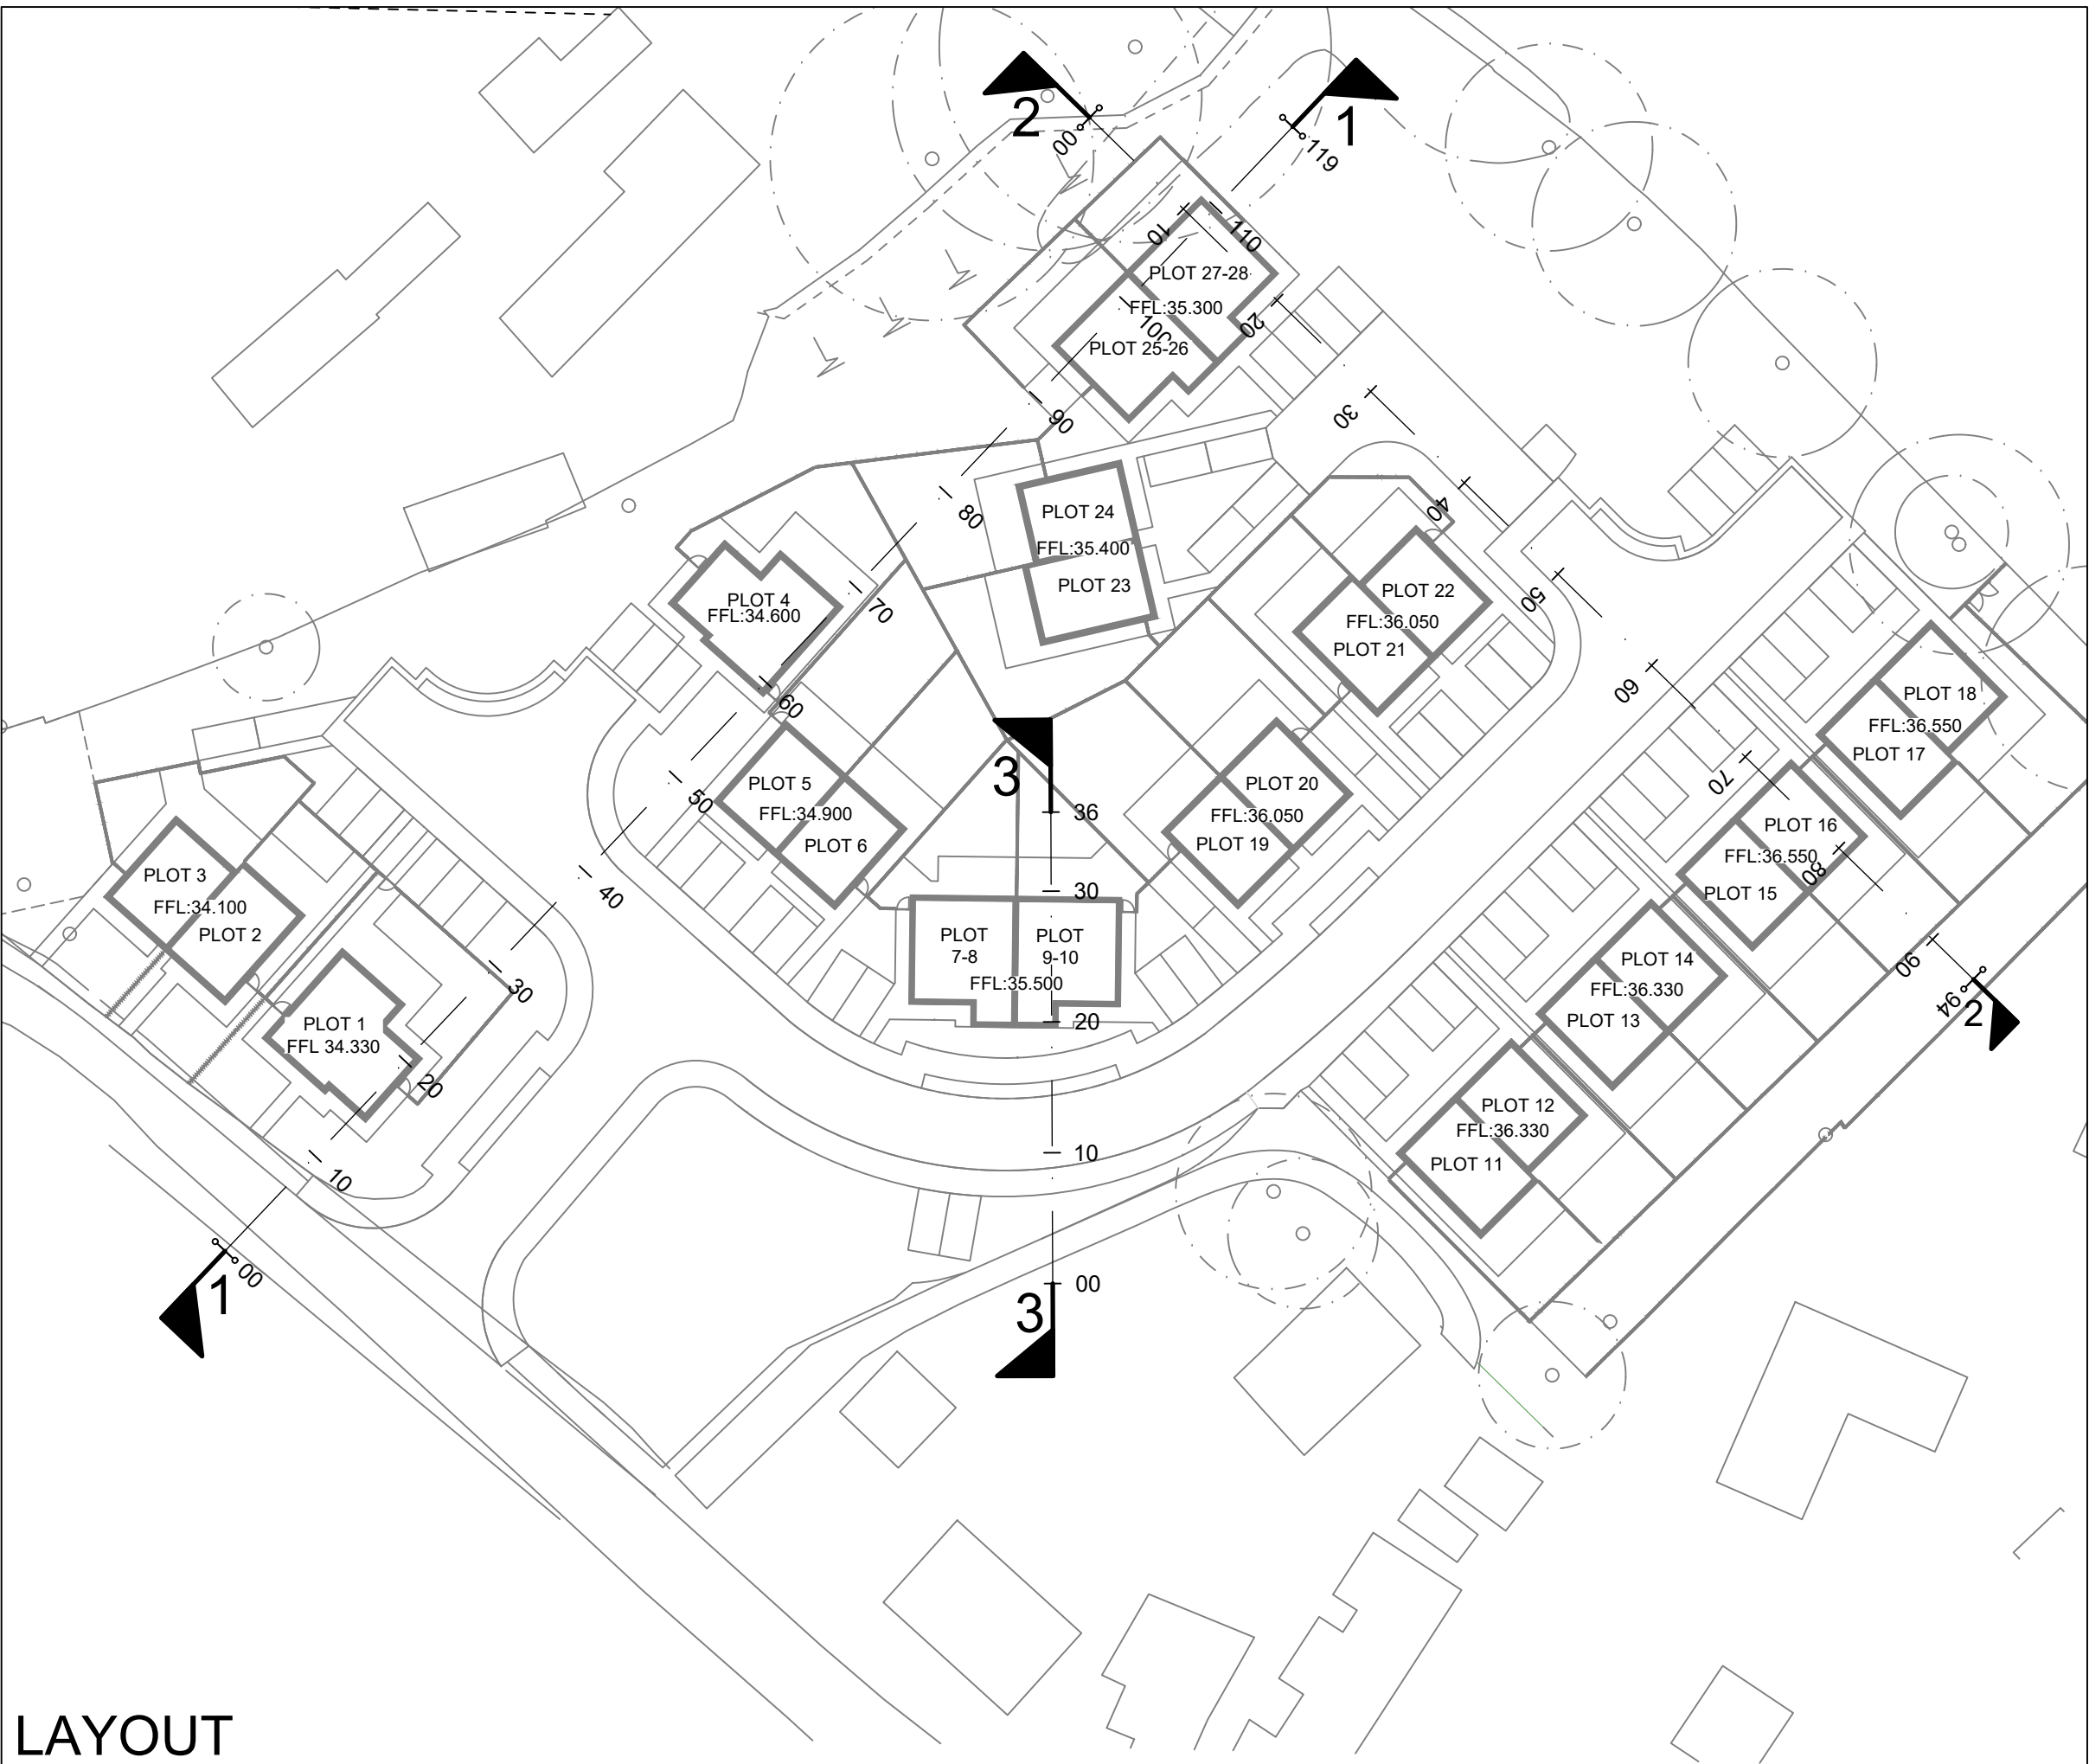 2
00
1
119
10
110
PLOT 27-28
FFL:35.300
100
20
PLOT 25-26
90
30
80
PLOT 24
FFL:35.400
PLOT 23
40
PLOT 4
FFL:34.600
70
PLOT 22
FFL:36.050
PLOT 21
50
60
60
PLOT 18
FFL:36.550
PLOT 17
3
PLOT 5
FFL:34.900
PLOT 6
50
36
PLOT 20
FFL:36.050
PLOT 19
70
PLOT 16
FFL:36.550
PLOT 15
80
40
PLOT 3
FFL:34.100
PLOT 2
30
PLOT
7-8
PLOT
9-10
FFL:35.500
20
PLOT 14
FFL:36.330
PLOT 13
90
94
2
30
PLOT 1
FFL 34.330
20
PLOT 12
FFL:36.330
PLOT 11
10
10
00
1
00
3
LAYOUT